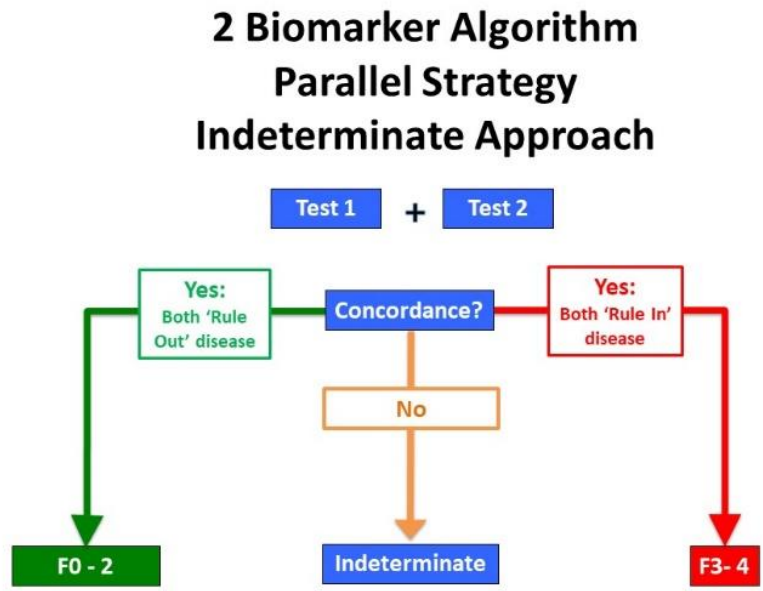 2 Biomarker Algorithm
Parallel Strategy
Indeterminate Approach
Test 1 + Test 2
Yes:
Both ‘Rule
Out’ disease
Concordance?
Yes:
Both ‘Rule In’
disease
No
F0 - 2
Indeterminate
F3- 4